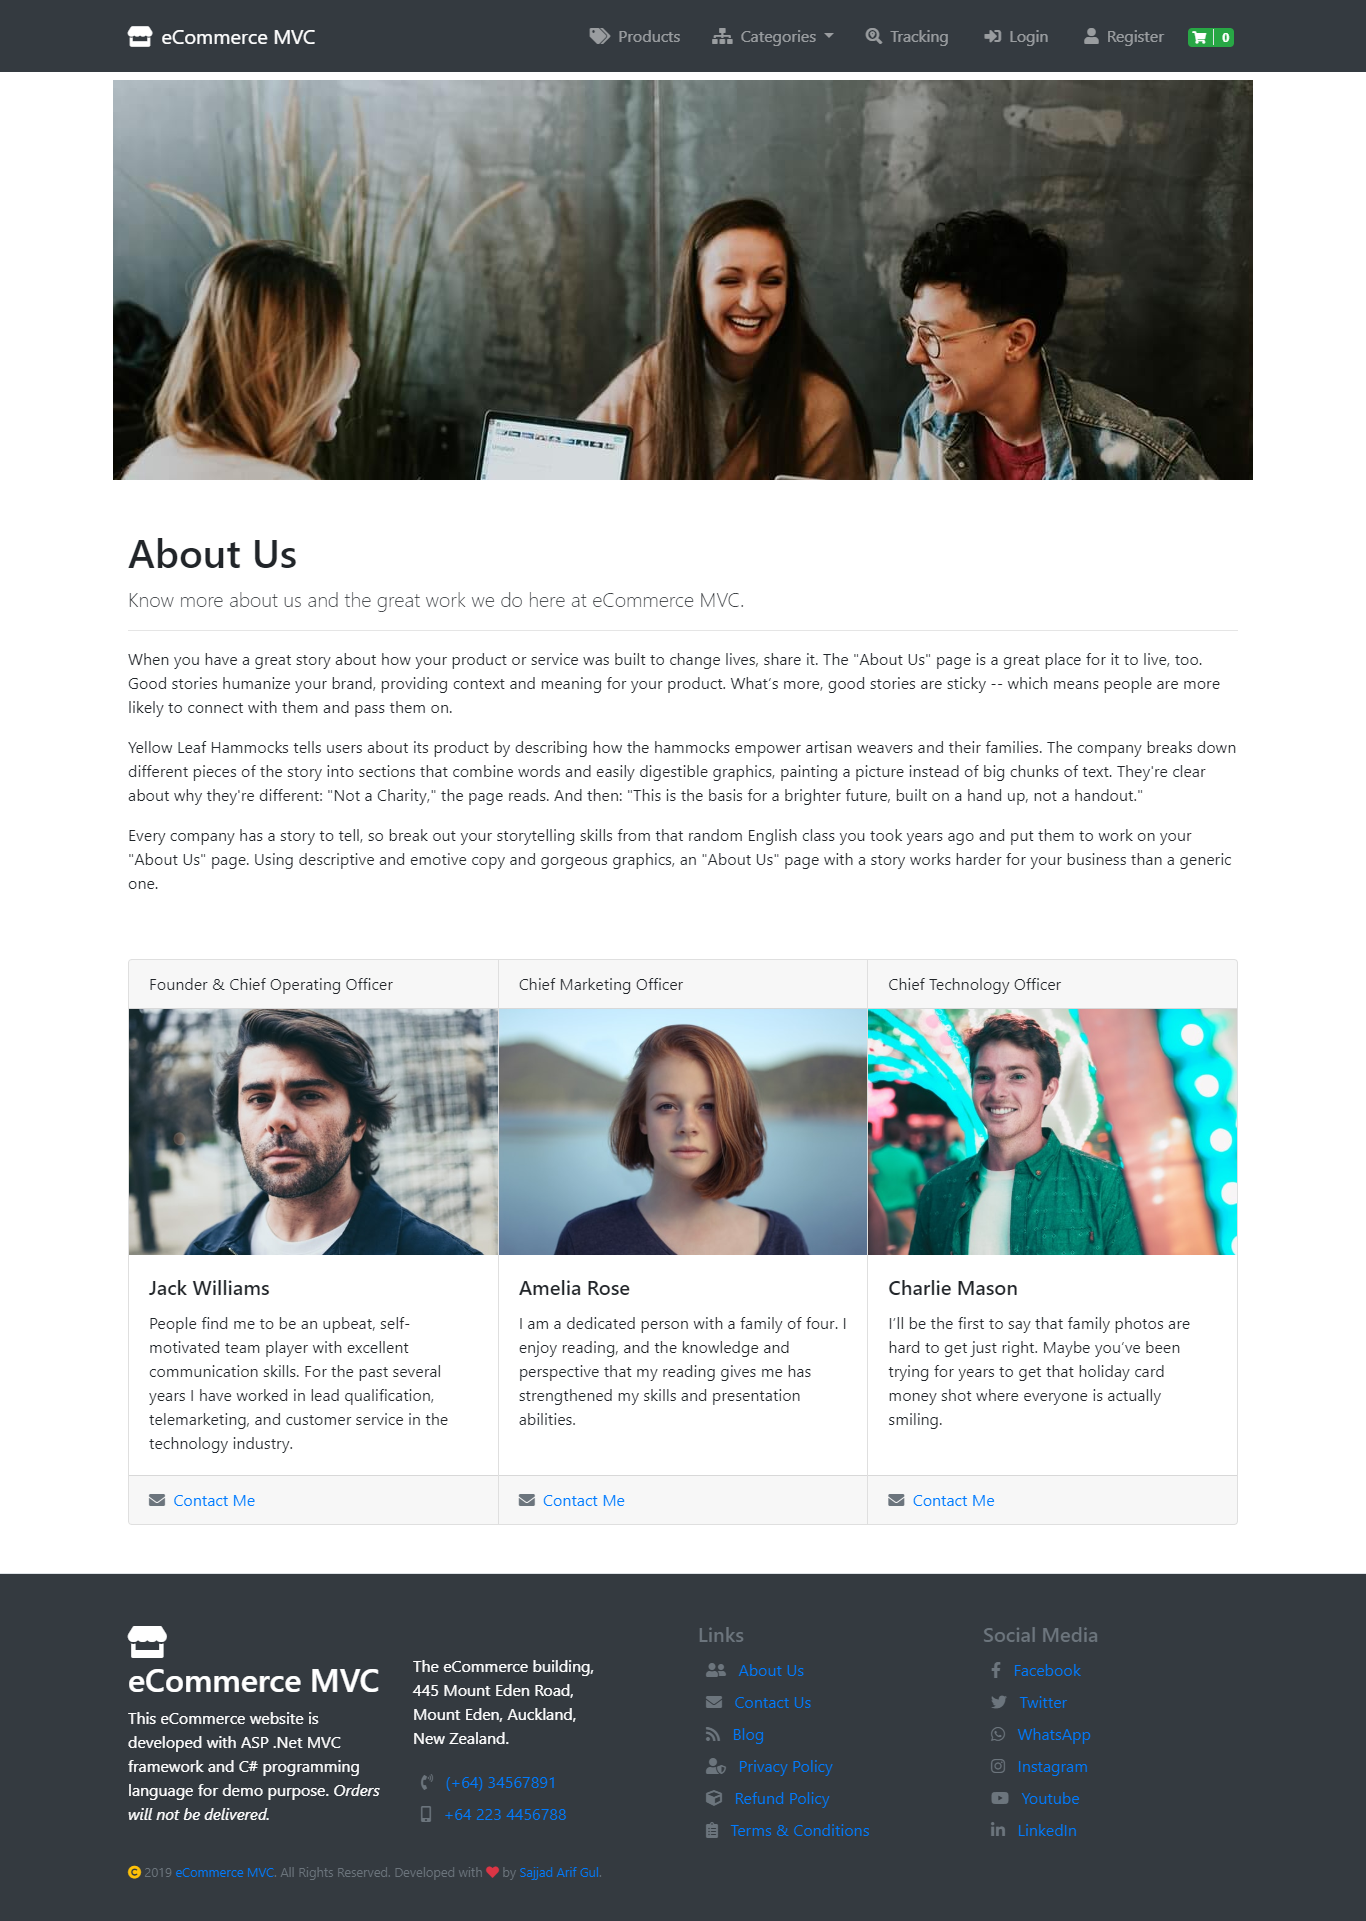 eCommerce MVC
Products
Categories
Tracking
Login
Register
0
Unsplash
About Us
Know more about us and the great work we do here at eCommerce MVC.
When you have a great story about how your product or service was built to change lives, share it. The "About Us" page is a great place for it to live, too.
Good stories humanize your brand, providing context and meaning for your product. What's more, good stories are sticky -- which means people are more
likely to connect with them and pass them on.
Yellow Leaf Hammocks tells users about its product by describing how the hammocks empower artisan weavers and their families. The company breaks down
different pieces of the story into sections that combine words and easily digestible graphics, painting a picture instead of big chunks of text. They're clear
about why they're different: "Not a Charity," the page reads. And then: "This is the basis for a brighter future, built on a hand up, not a handout."
Every company has a story to tell, so break out your storytelling skills from that random English class you took years ago and put them to work on your
"About Us" page. Using descriptive and emotive copy and gorgeous graphics, an "About Us" page with a story works harder for your business than a generic
one.
Founder & Chief Operating Officer
Jack Williams
People find me to be an upbeat, self-
motivated team player with excellent
communication skills. For the past several
years I have worked in lead qualification,
telemarketing, and customer service in the
technology industry.
Contact Me
Chief Marketing Officer
Amelia Rose
I am a dedicated person with a family of four. I
enjoy reading, and the knowledge and
perspective that my reading gives me has
strengthened my skills and presentation
abilities.
Contact Me
Chief Technology Officer
Charlie Mason
I'll be the first to say that family photos are
hard to get just right. Maybe you've been
trying for years to get that holiday card
money shot where everyone is actually
smiling.
Contact Me
eCommerce MVC
This eCommerce website is
developed with ASP .Net MVC
framework and C# programming
language for demo purpose. Orders
will not be delivered.
The eCommerce building,
445 Mount Eden Road,
Mount Eden, Auckland,
New Zealand.
(+64) 34567891
+64 223 4456788
Links
About Us
Contact Us
Blog
Privacy Policy
Refund Policy
Terms & Conditions
Social Media
Facebook
Twitter
WhatsApp
Instagram
Youtube
LinkedIn
© 2019 eCommerce MVC. All Rights Reserved. Developed with ❤ by Sajjad Arif Gul.